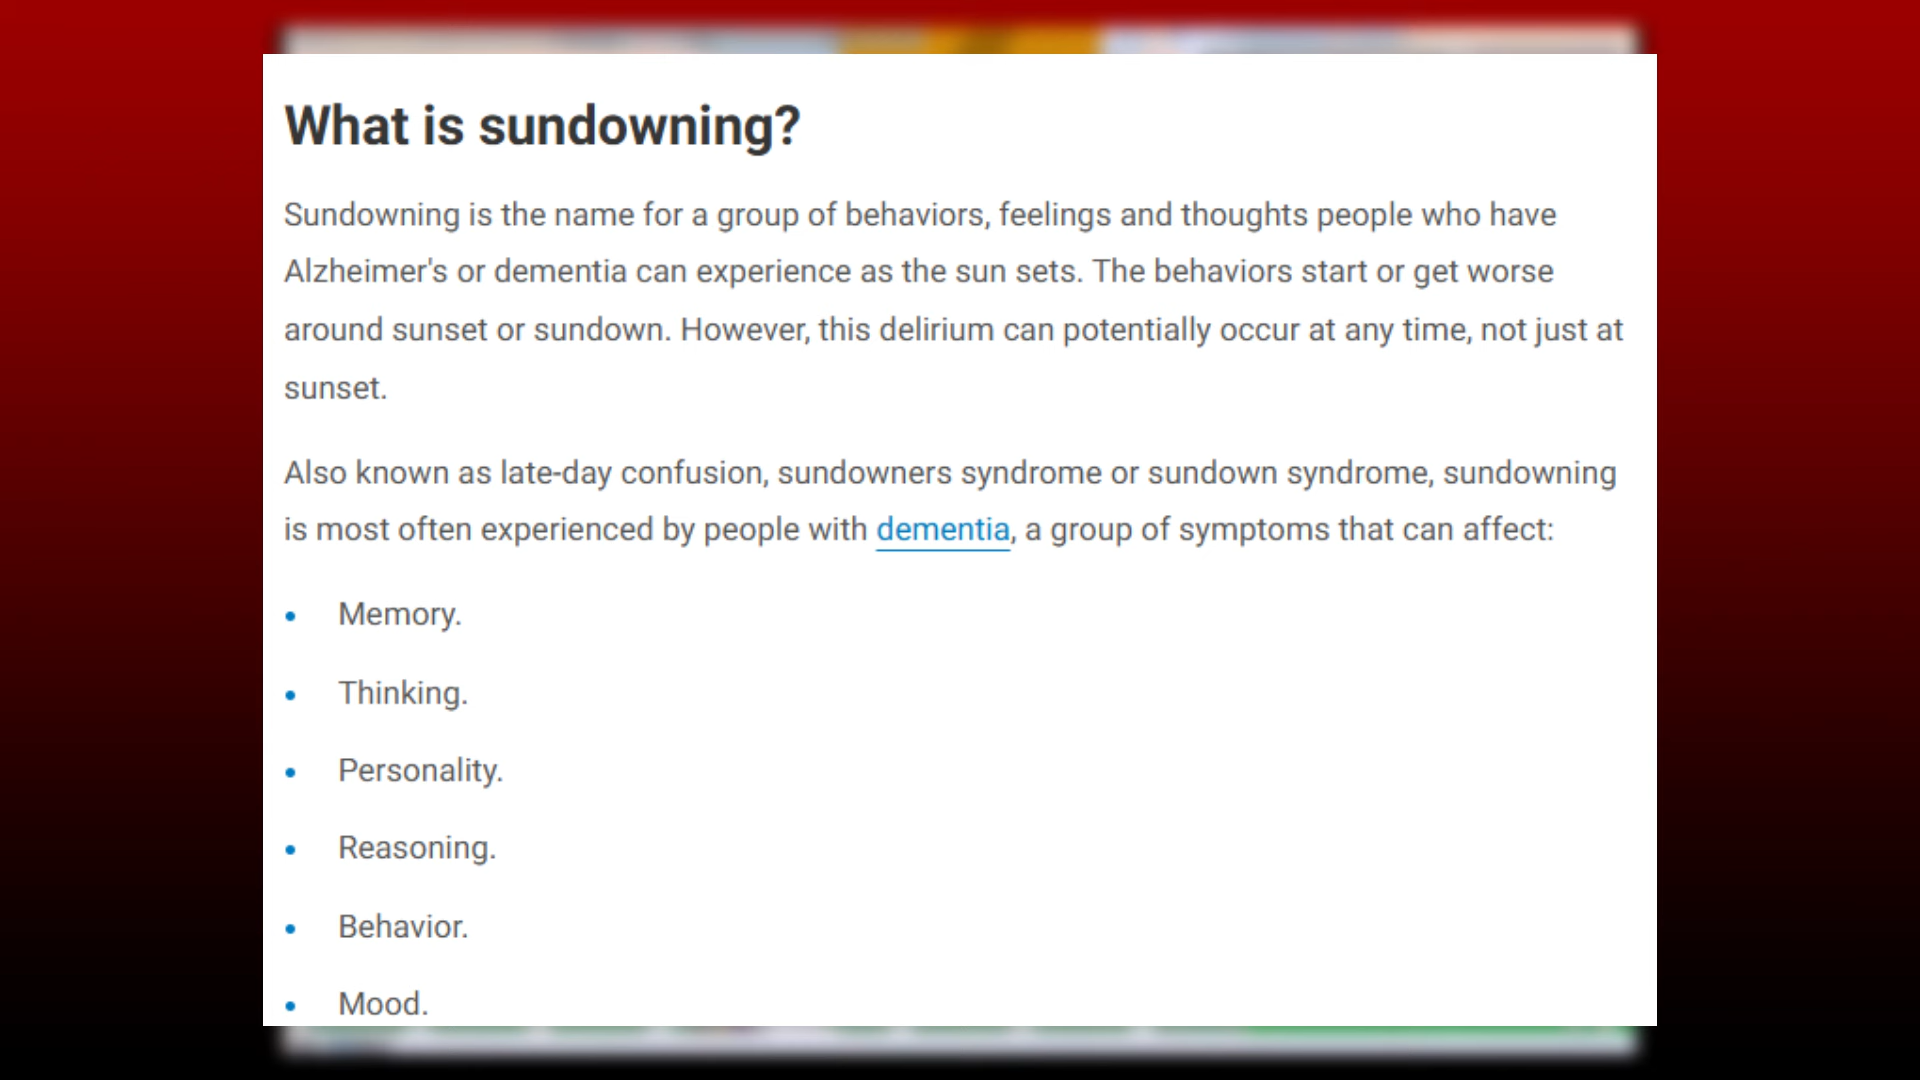 What is sundowning?
Sundowning is the name for a group of behaviors, feelings and thoughts people who have
Alzheimer's or dementia can experience as the sun sets. The behaviors start or get worse
around sunset or sundown. However, this delirium can potentially occur at any time, not just at
sunset.
Also known as late-day confusion, sundowners syndrome or sundown syndrome, sundowning
is most often experienced by people with dementia, a group of symptoms that can affect:
• Memory.
• Thinking.
• Personality.
• Reasoning.
• Behavior.
• Mood.